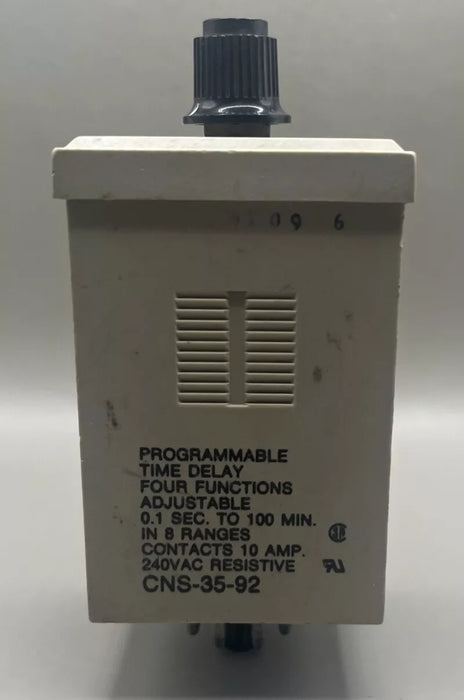 09 6
PROGRAMMABLE
TIME DELAY
FOUR FUNCTIONS
ADJUSTABLE
0.1 SEC. TO 100 MIN.
IN 8 RANGES
CONTACTS 10 AMP.
240VAC RESISTIVE
CNS-35-92